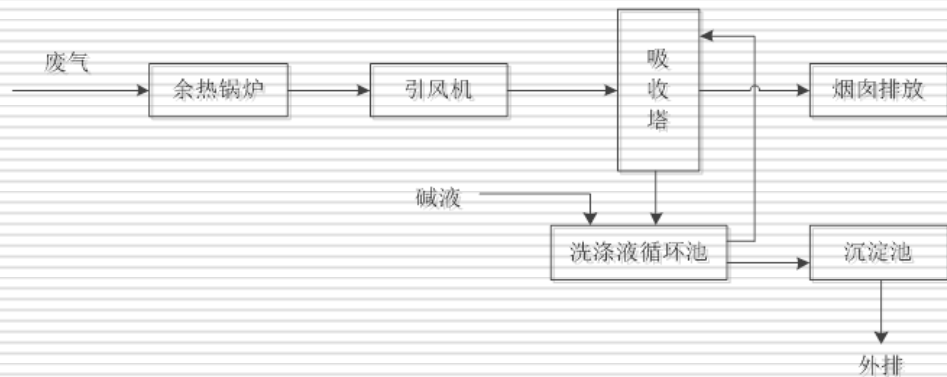 废气
余热锅炉
引风机
吸收塔
烟囱排放
碱液
洗涤液循环池
沉淀池
外排